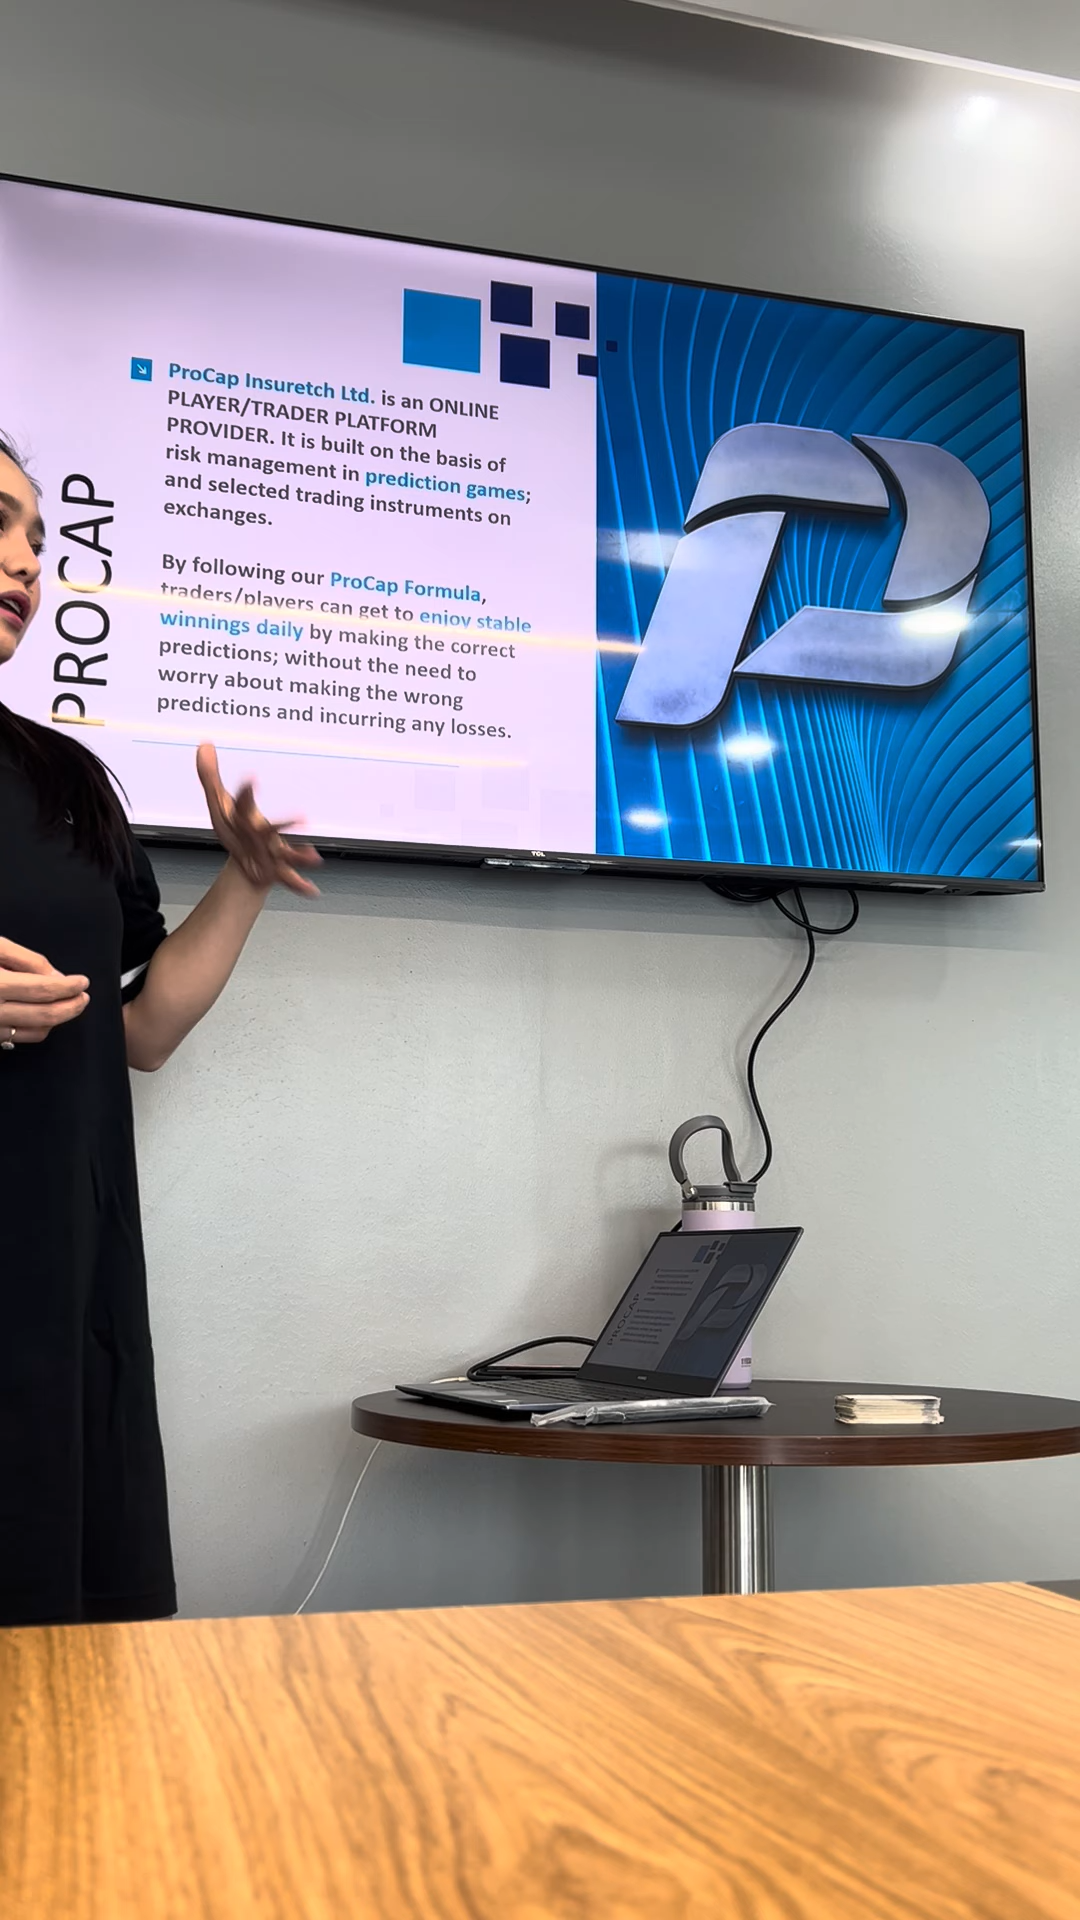 ProCap Insuretch Ltd. is an ONLINE
PLAYER/TRADER PLATFORM
PROVIDER. It is built on the basis of
risk management in prediction games;
and selected trading instruments on
exchanges.
By following our ProCap Formula,
traders/players can get to enjoy stable
winnings daily by making the correct
predictions; without the need to
worry about making the wrong
predictions and incurring any losses.
PROCAP
TCL
PROCAP